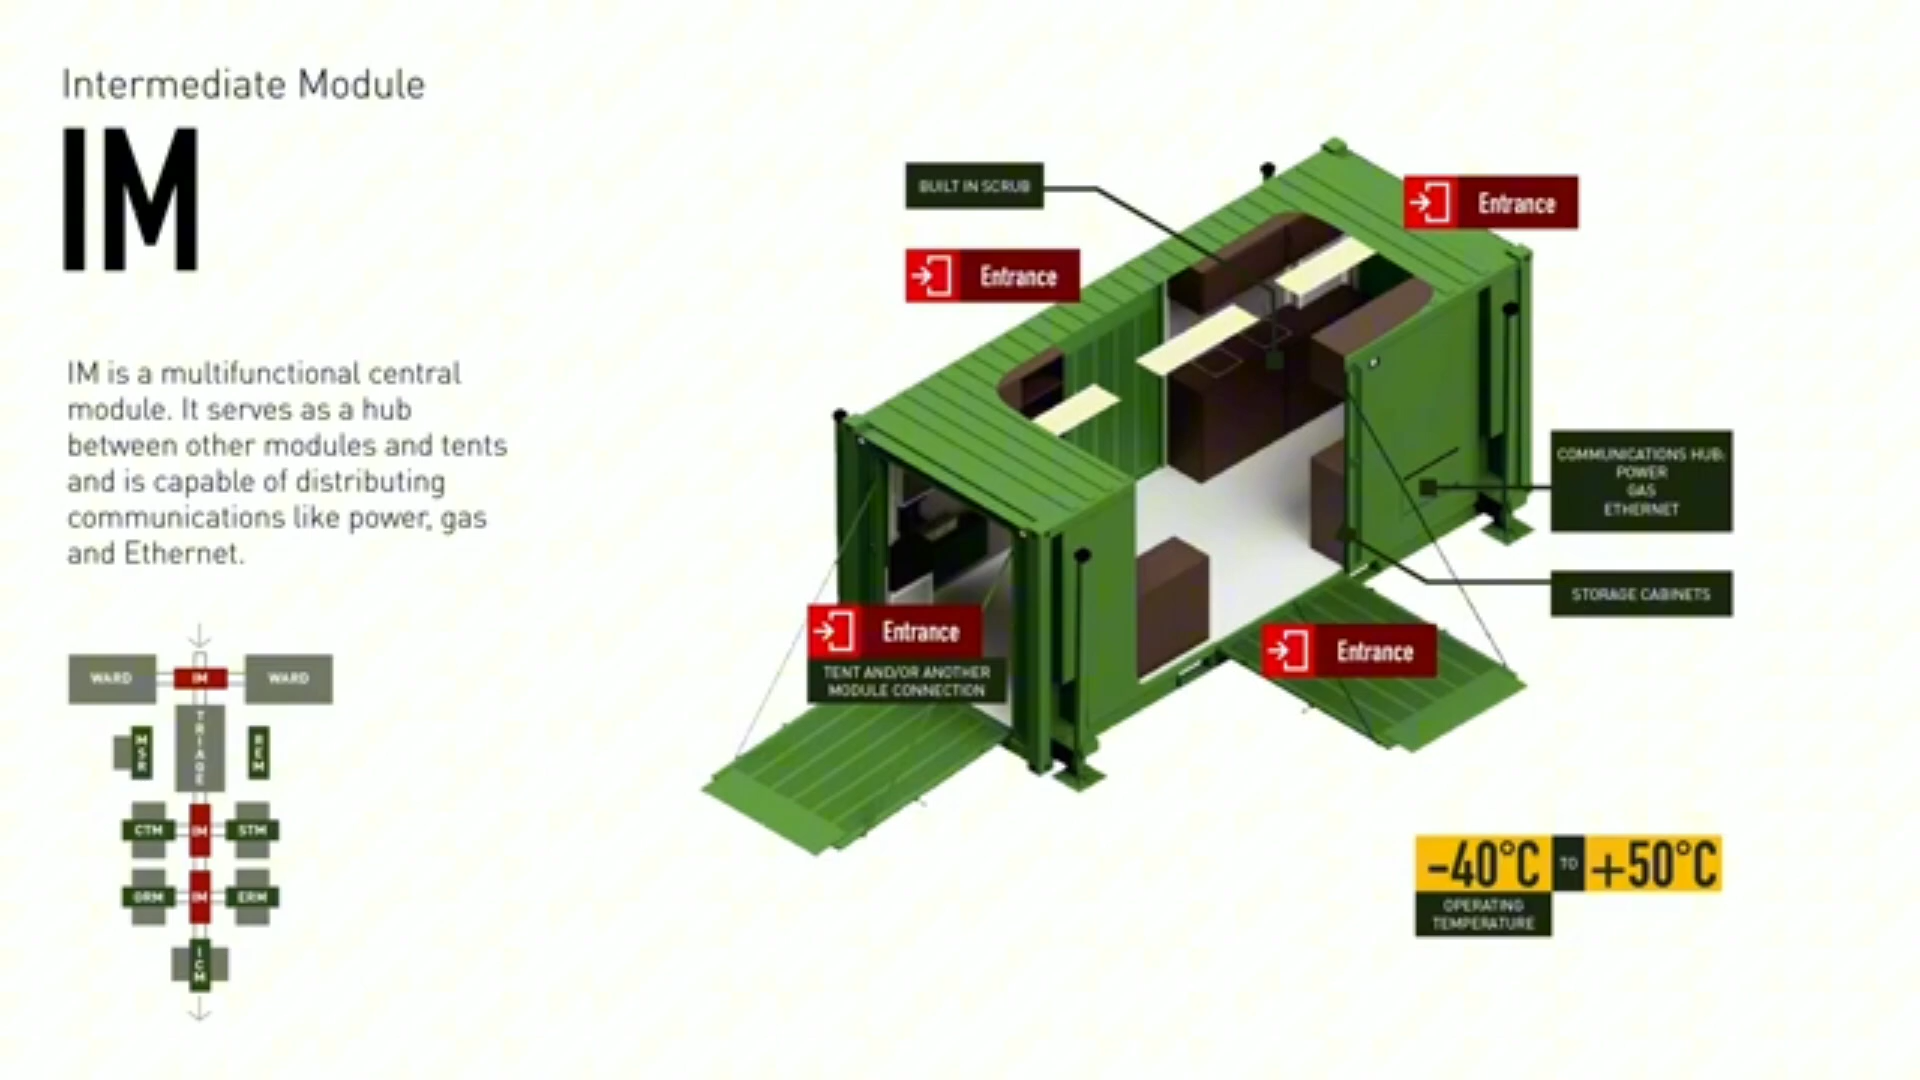 Intermediate Module
IM
IM is a multifunctional central
module. It serves as a hub
between other modules and tents
and is capable of distributing
communications like power, gas
and Ethernet.
WARD
IM
WARD
TRIAGE
MSR
REM
CTM
IM
STM
ORM
IM
ERM
ICM
BUILT IN SCRUB
Entrance
Entrance
COMMUNICATIONS HUB:
POWER
GAS
ETHERNET
STORAGE CABINETS
Entrance
TENT AND/OR ANOTHER
MODULE CONNECTION
Entrance
-40°C TO +50°C
OPERATING
TEMPERATURE